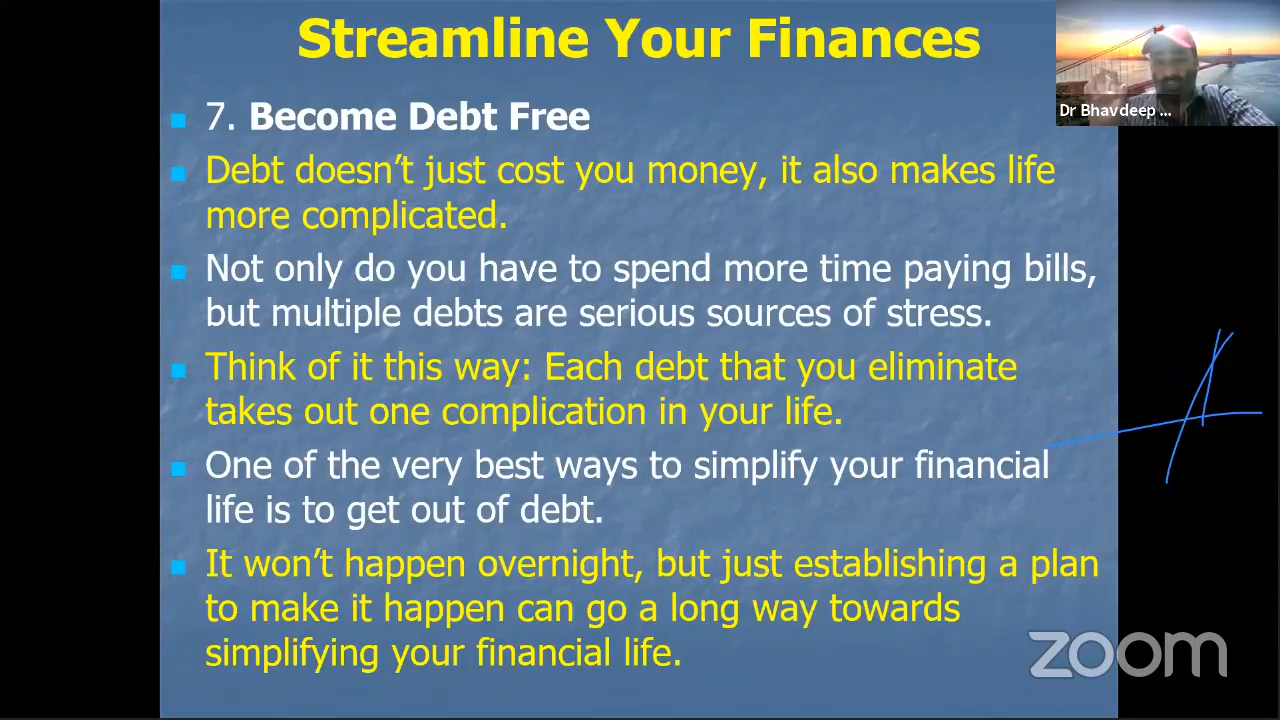 Streamline Your Finances
Dr Bhavdeep ...
7. Become Debt Free
Debt doesn’t just cost you money, it also makes life
more complicated.
Not only do you have to spend more time paying bills,
but multiple debts are serious sources of stress.
Think of it this way: Each debt that you eliminate
takes out one complication in your life.
One of the very best ways to simplify your financial
life is to get out of debt.
It won’t happen overnight, but just establishing a plan
to make it happen can go a long way towards
simplifying your financial life.
zoom